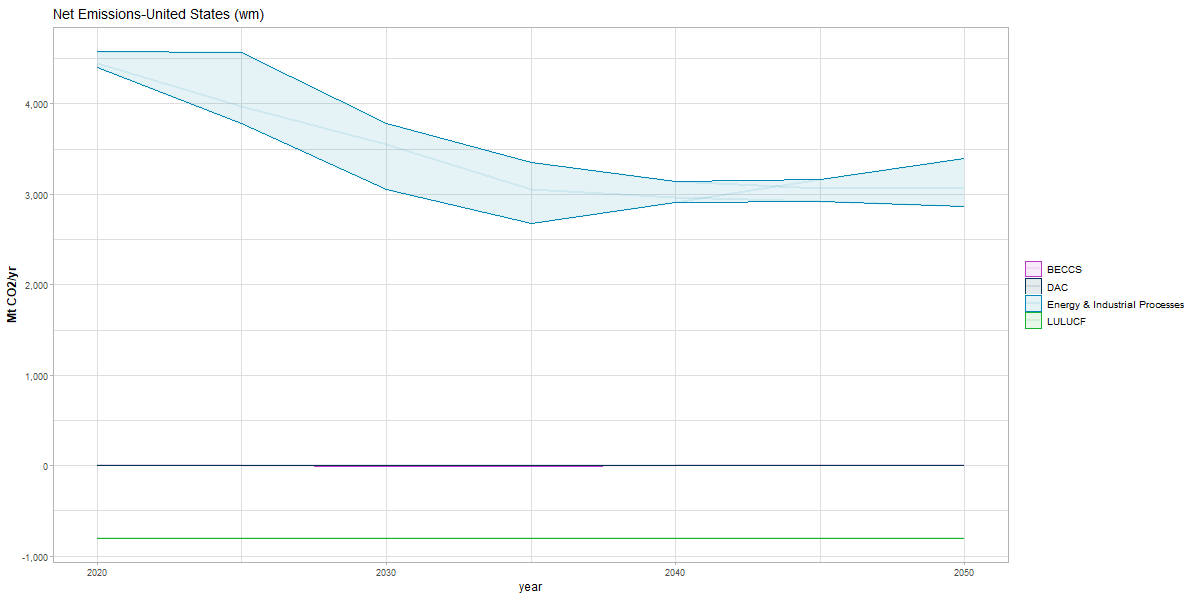 Net Emissions-United States (wm)
4,000
3,000
2,000
1,000
0
-1,000
Mt CO2/yr
2020
2030
2040
2050
year
BECCS
DAC
Energy & Industrial Processes
LULUCF